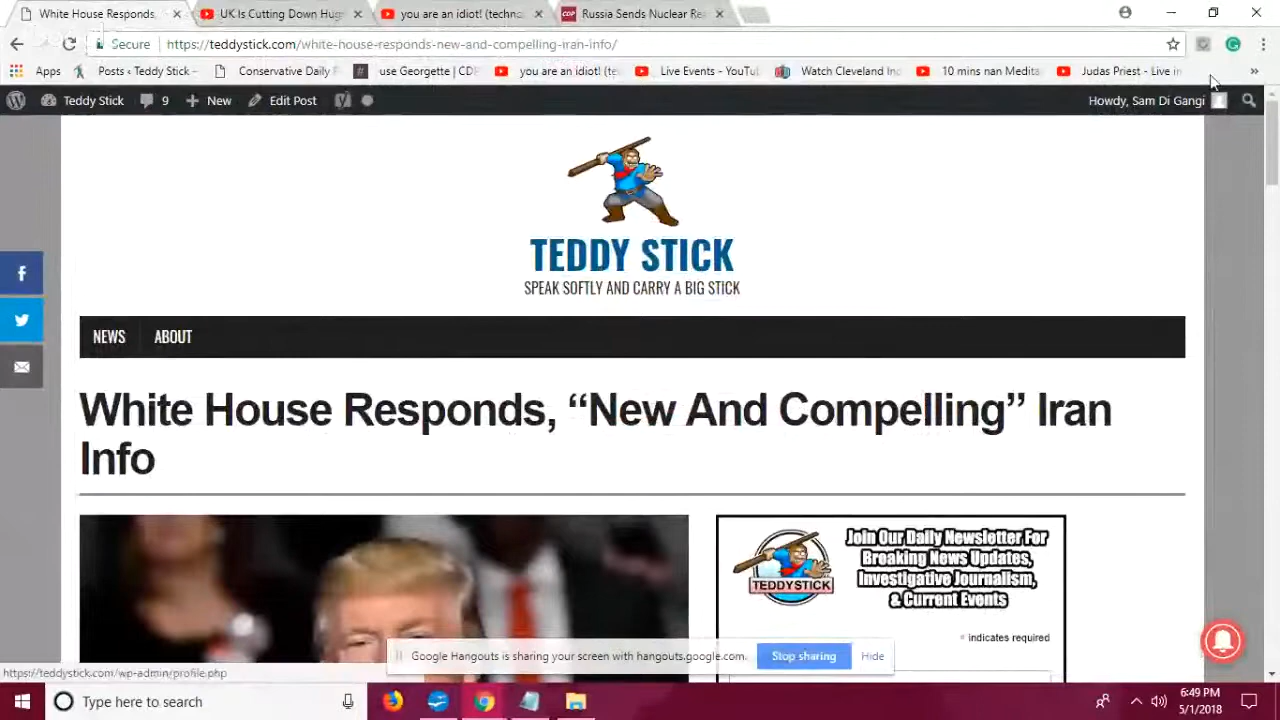 White House Responds,
UK Is Cutting Down Hug
you are an idiot! (techno
CDP Russia Sends Nuclear Re
Secure https://teddystick.com/white-house-responds-new-and-compelling-iran-info/
Apps Posts ‹ Teddy Stick — Conservative Daily use Georgette | CDP you are an idiot! (te Live Events - YouTu Watch Cleveland Inc 10 mins nan Medita Judas Priest - Live in »
Teddy Stick 9 New Edit Post Howdy, Sam Di Gangi
TEDDY STICK
SPEAK SOFTLY AND CARRY A BIG STICK
NEWS ABOUT
White House Responds, “New And Compelling” Iran
Info
Join Our Daily Newsletter For
Breaking News Updates,
Investigative Journalism,
& Current Events
TEDDYSTICK
* indicates required
Google Hangouts is sharing your screen with hangouts.google.com. Stop sharing Hide
https://teddystick.com/wp-admin/profile.php
Type here to search
6:49 PM
5/1/2018